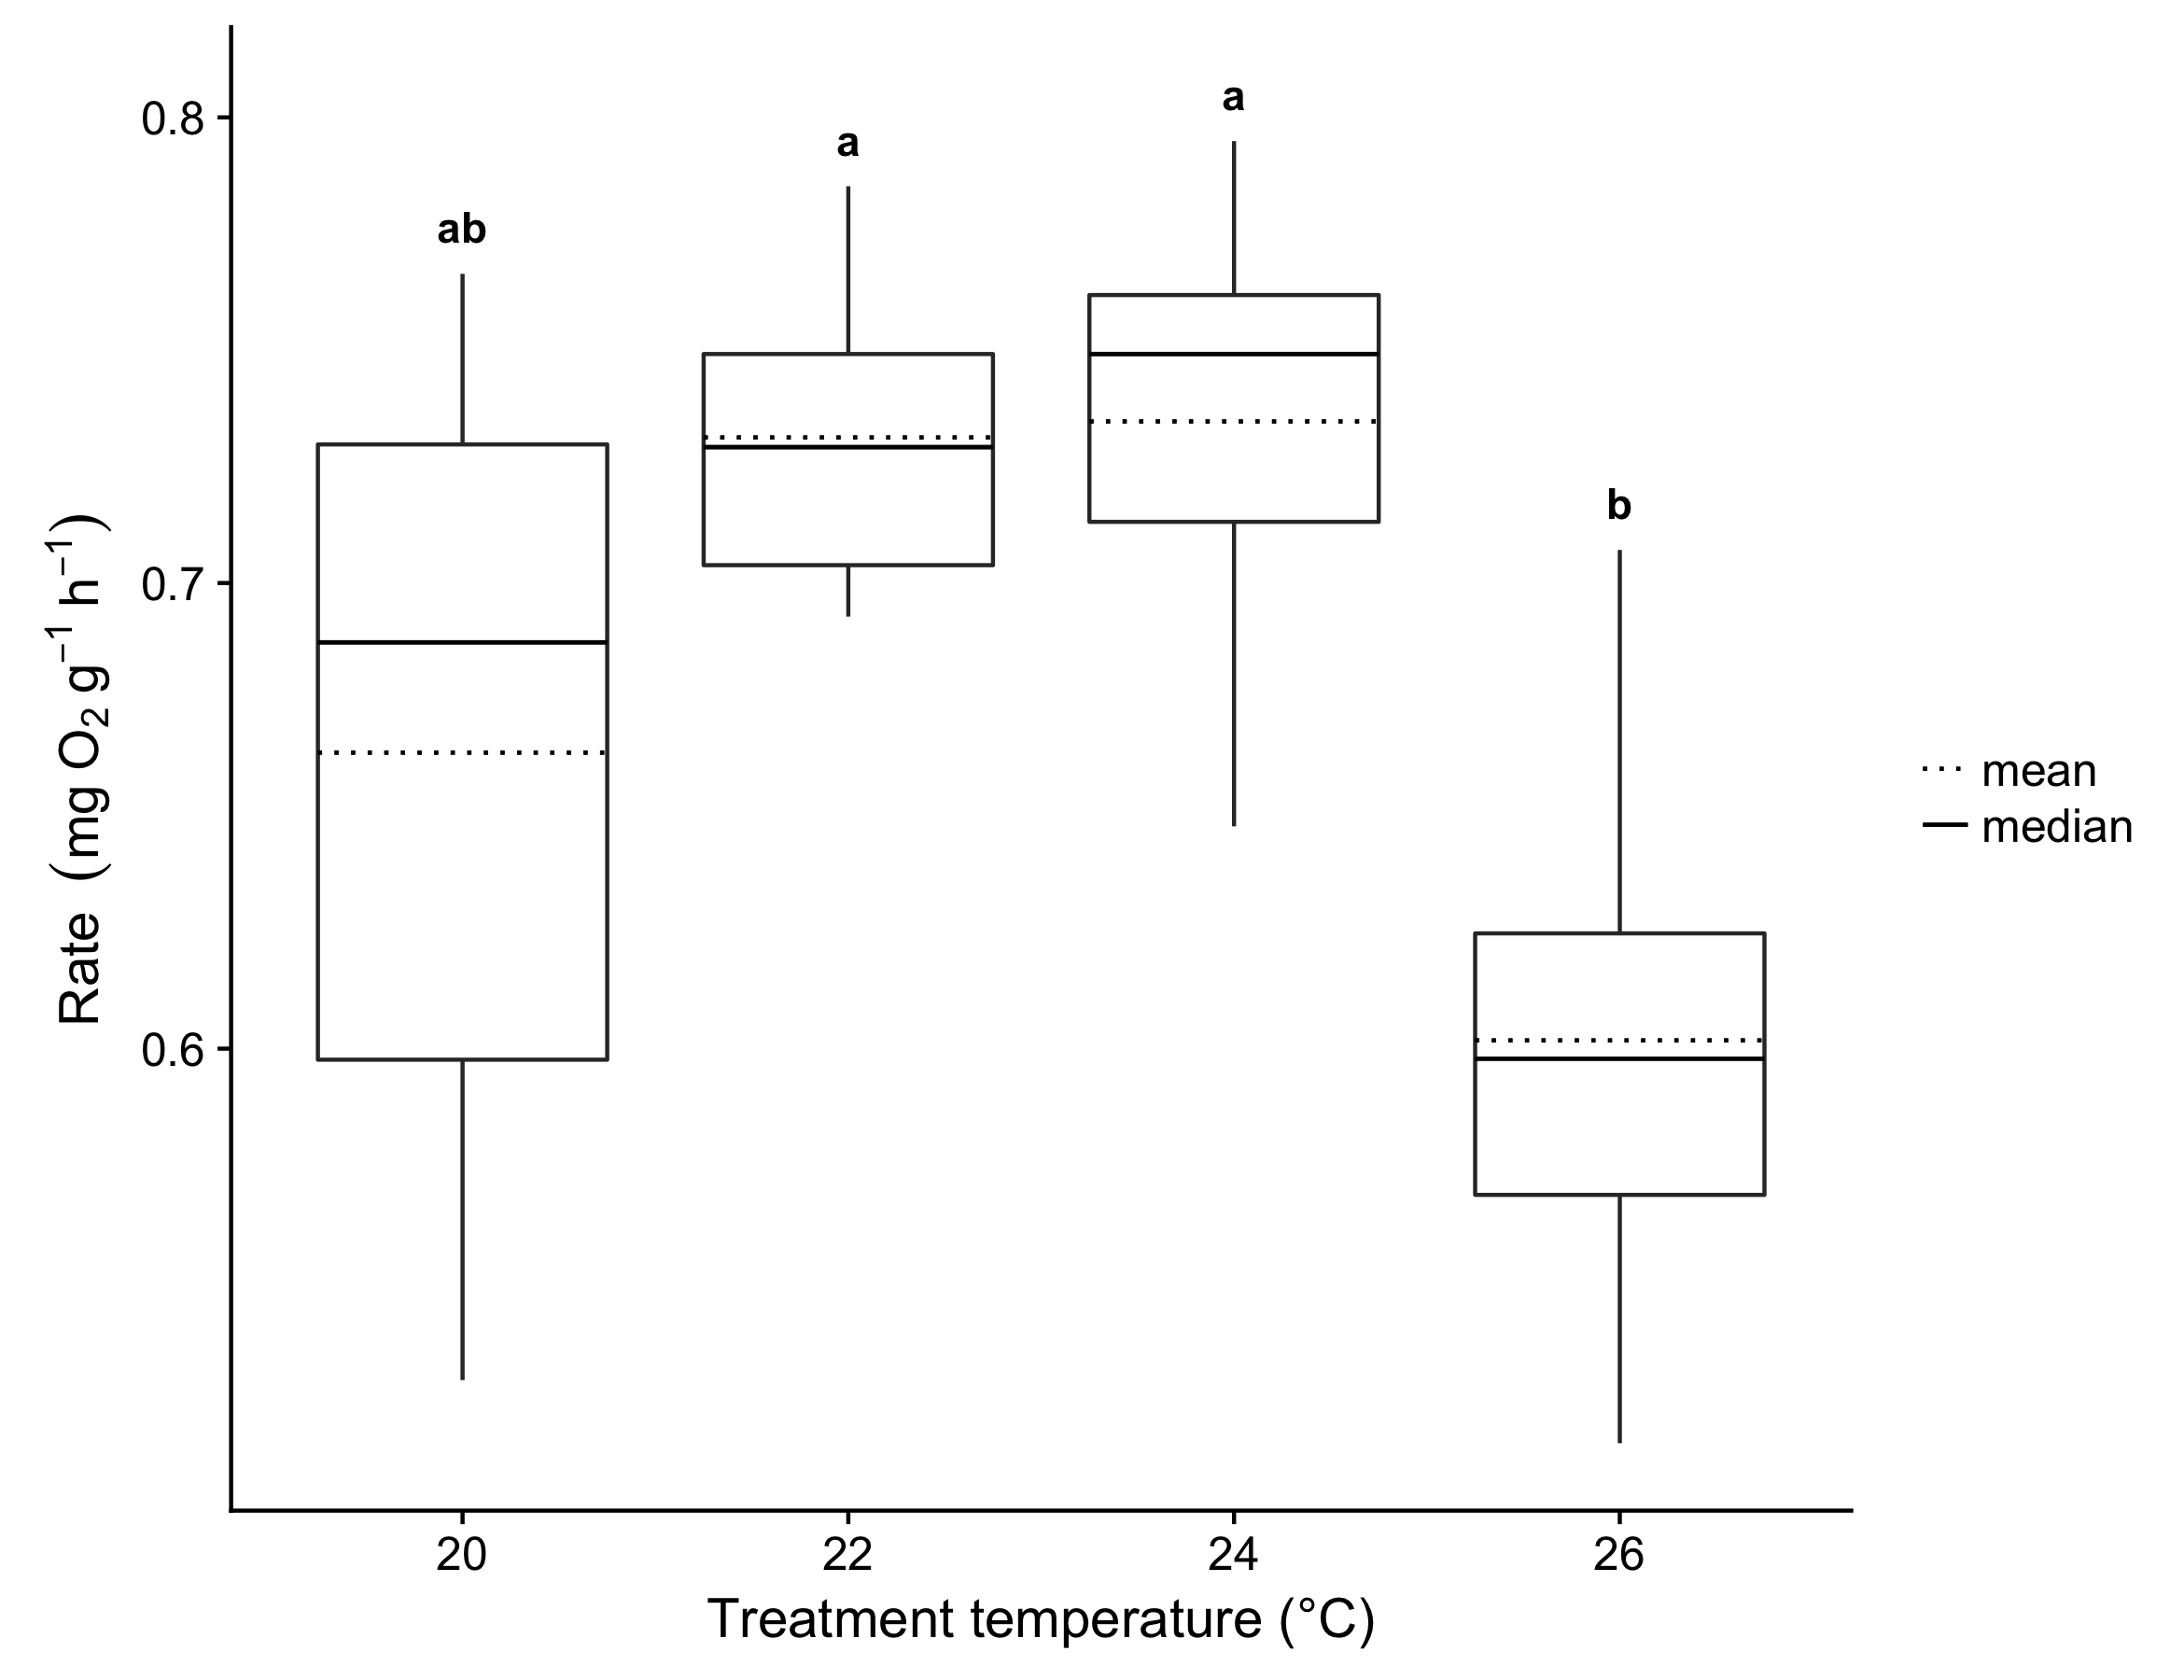 Rate (mg O₂ g⁻¹ h⁻¹)
0.8
0.7
0.6
ab
a
a
b
mean
median
20 22 24 26
Treatment temperature (°C)